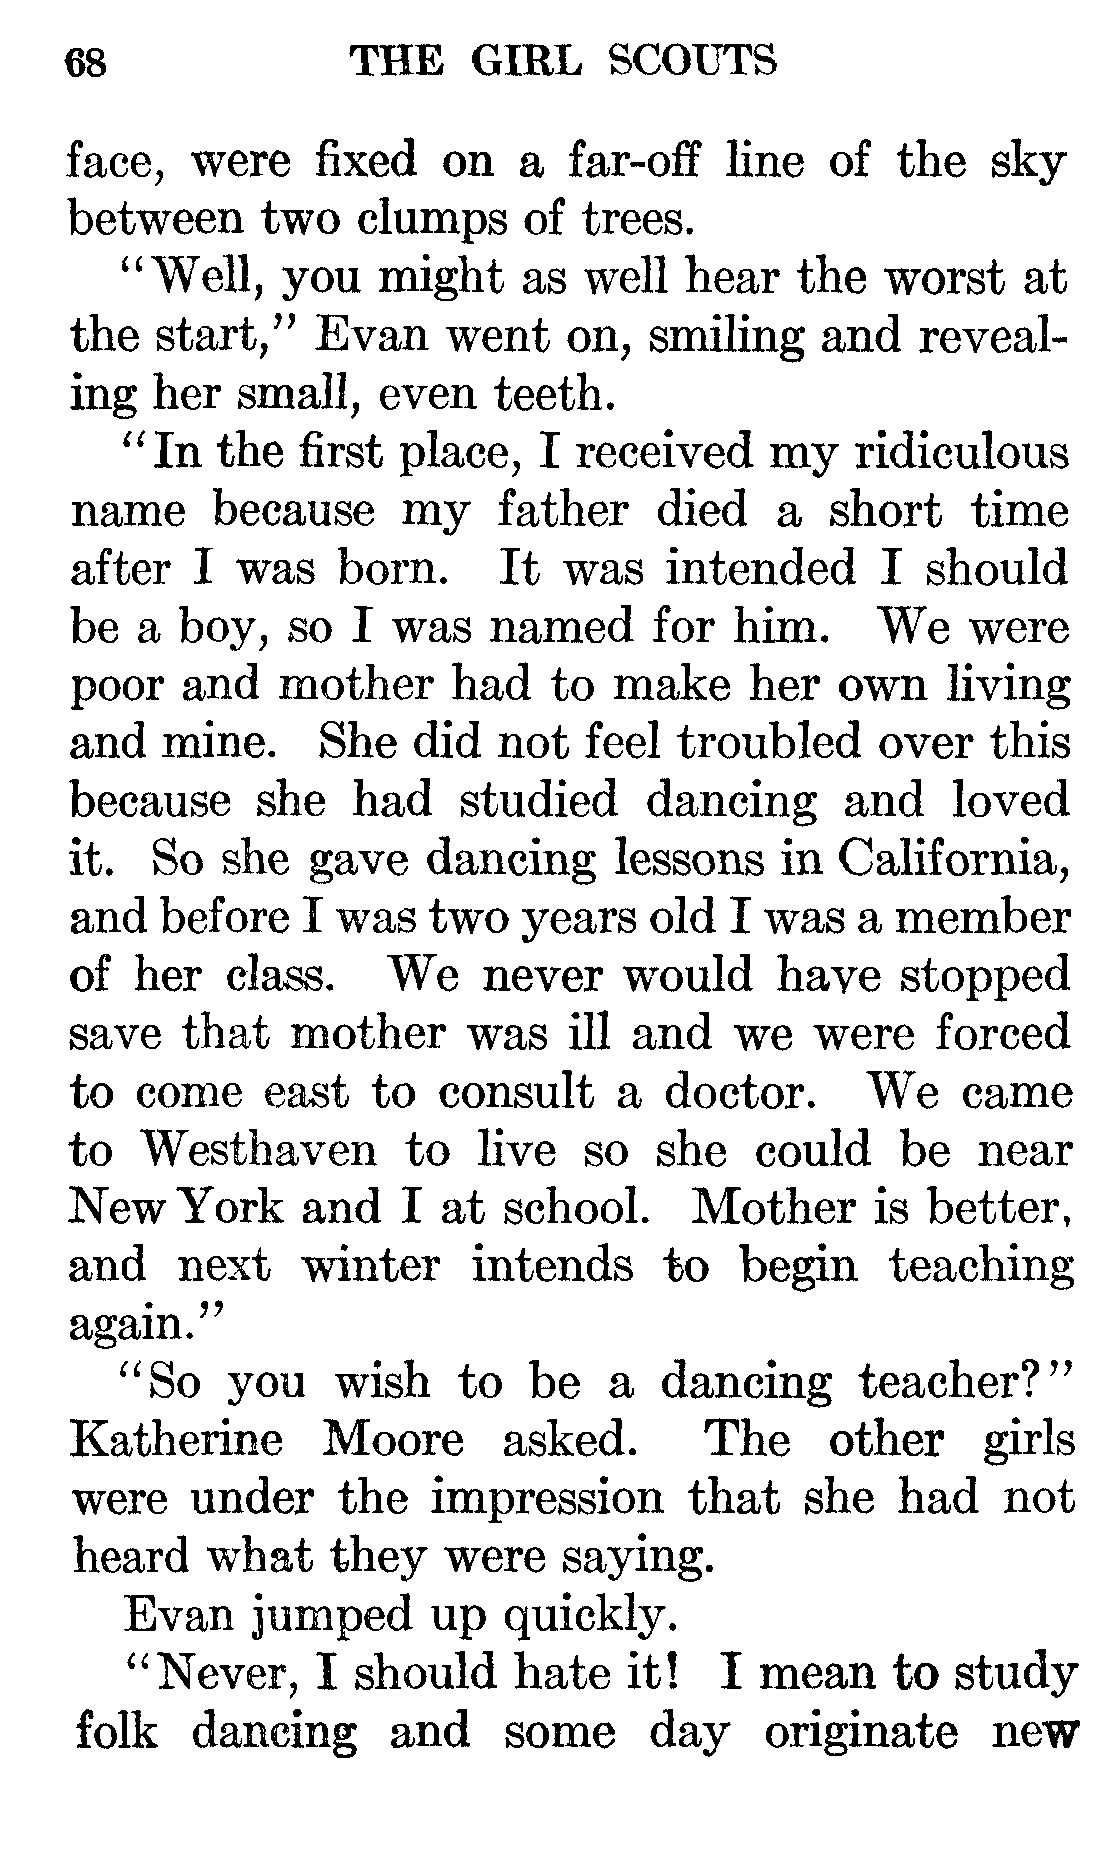 68 THE GIRL SCOUTS
face, were fixed on a far-off line of the sky
between two clumps of trees.
"Well, you might as well hear the worst at
the start," Evan went on, smiling and reveal-
ing her small, even teeth.
"In the first place, I received my ridiculous
name because my father died a short time
after I was born. It was intended I should
be a boy, so I was named for him. We were
poor and mother had to make her own living
and mine. She did not feel troubled over this
because she had studied dancing and loved
it. So she gave dancing lessons in California,
and before I was two years old I was a member
of her class. We never would have stopped
save that mother was ill and we were forced
to come east to consult a doctor. We came
to Westhaven to live so she could be near
New York and I at school. Mother is better,
and next winter intends to begin teaching
again."
"So you wish to be a dancing teacher?"
Katherine Moore asked. The other girls
were under the impression that she had not
heard what they were saying.
Evan jumped up quickly.
"Never, I should hate it! I mean to study
folk dancing and some day originate new